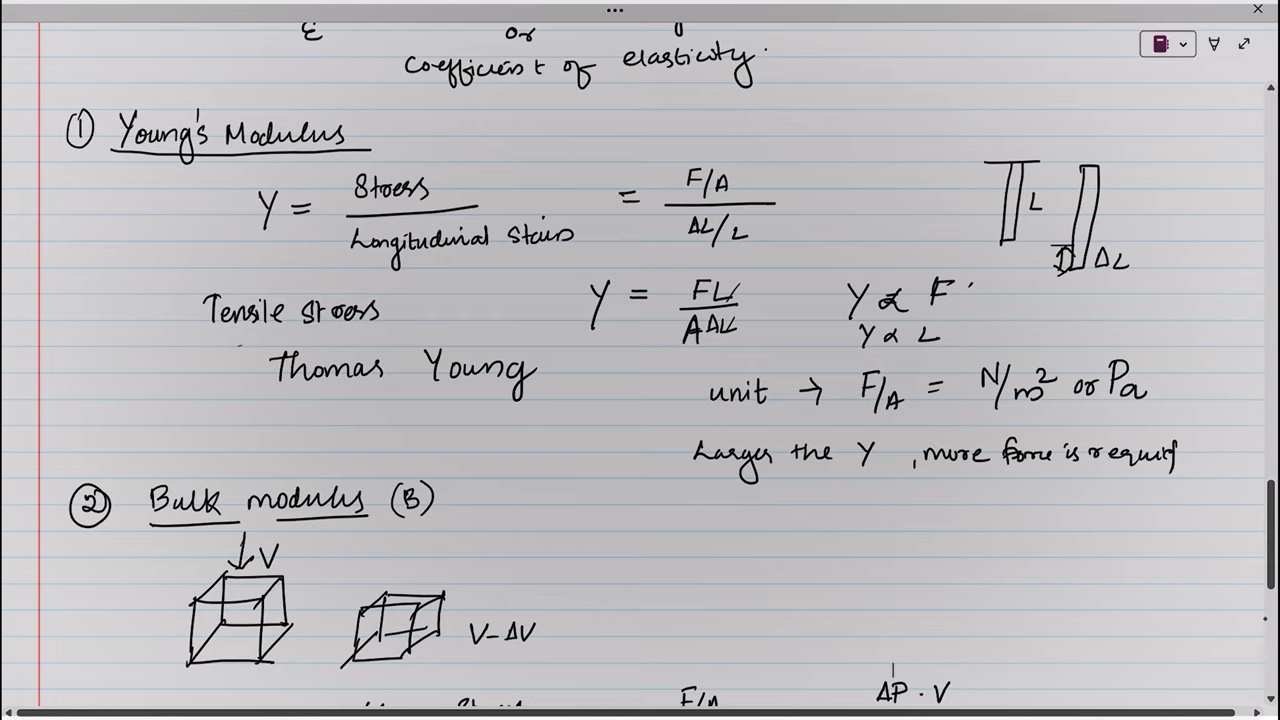 ε or
Coefficient of elasticity.
① Young's Modulus
Y = Stress / Longitudinal Strain = F/A / ΔL/L
L
D ΔL
Tensile stress Y = FL / AΔL Y ∝ F
Y ∝ L
Thomas Young
unit → F/A = N/m² or Pa
Larger the Y, more force is
② Bulk modulus (B)
V
V-ΔV
F/A ΔP . V